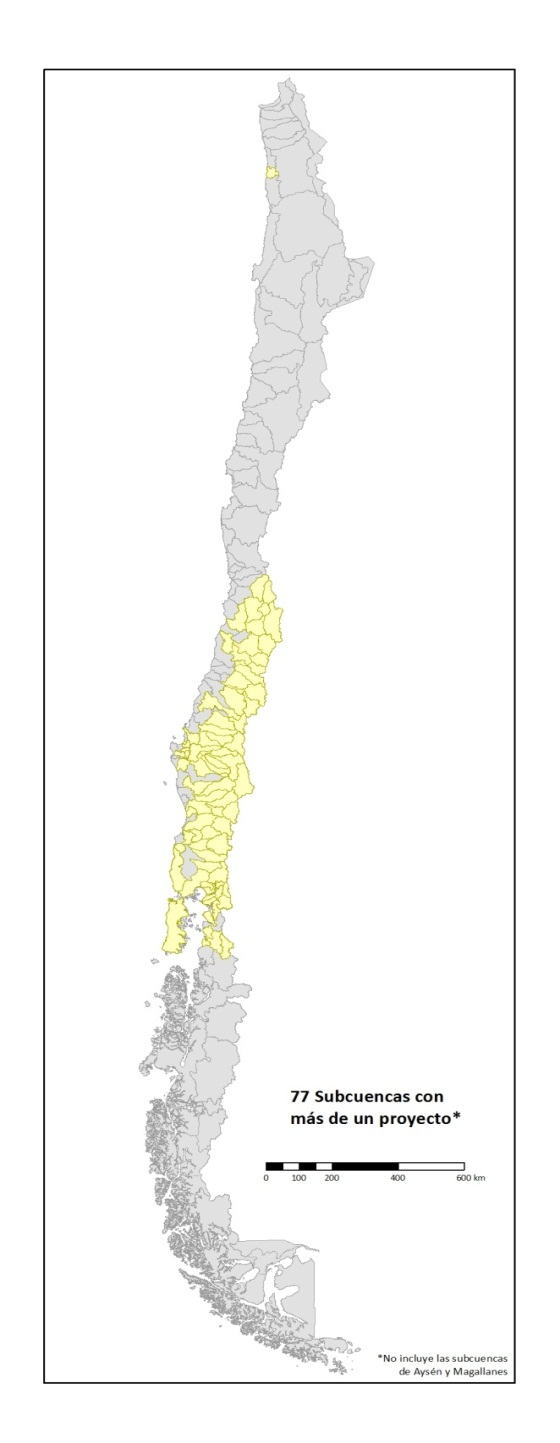 77 Subcuencas con
más de un proyecto*
0 100 200 400 600 km
*No incluye las subcuencas
de Aysén y Magallanes